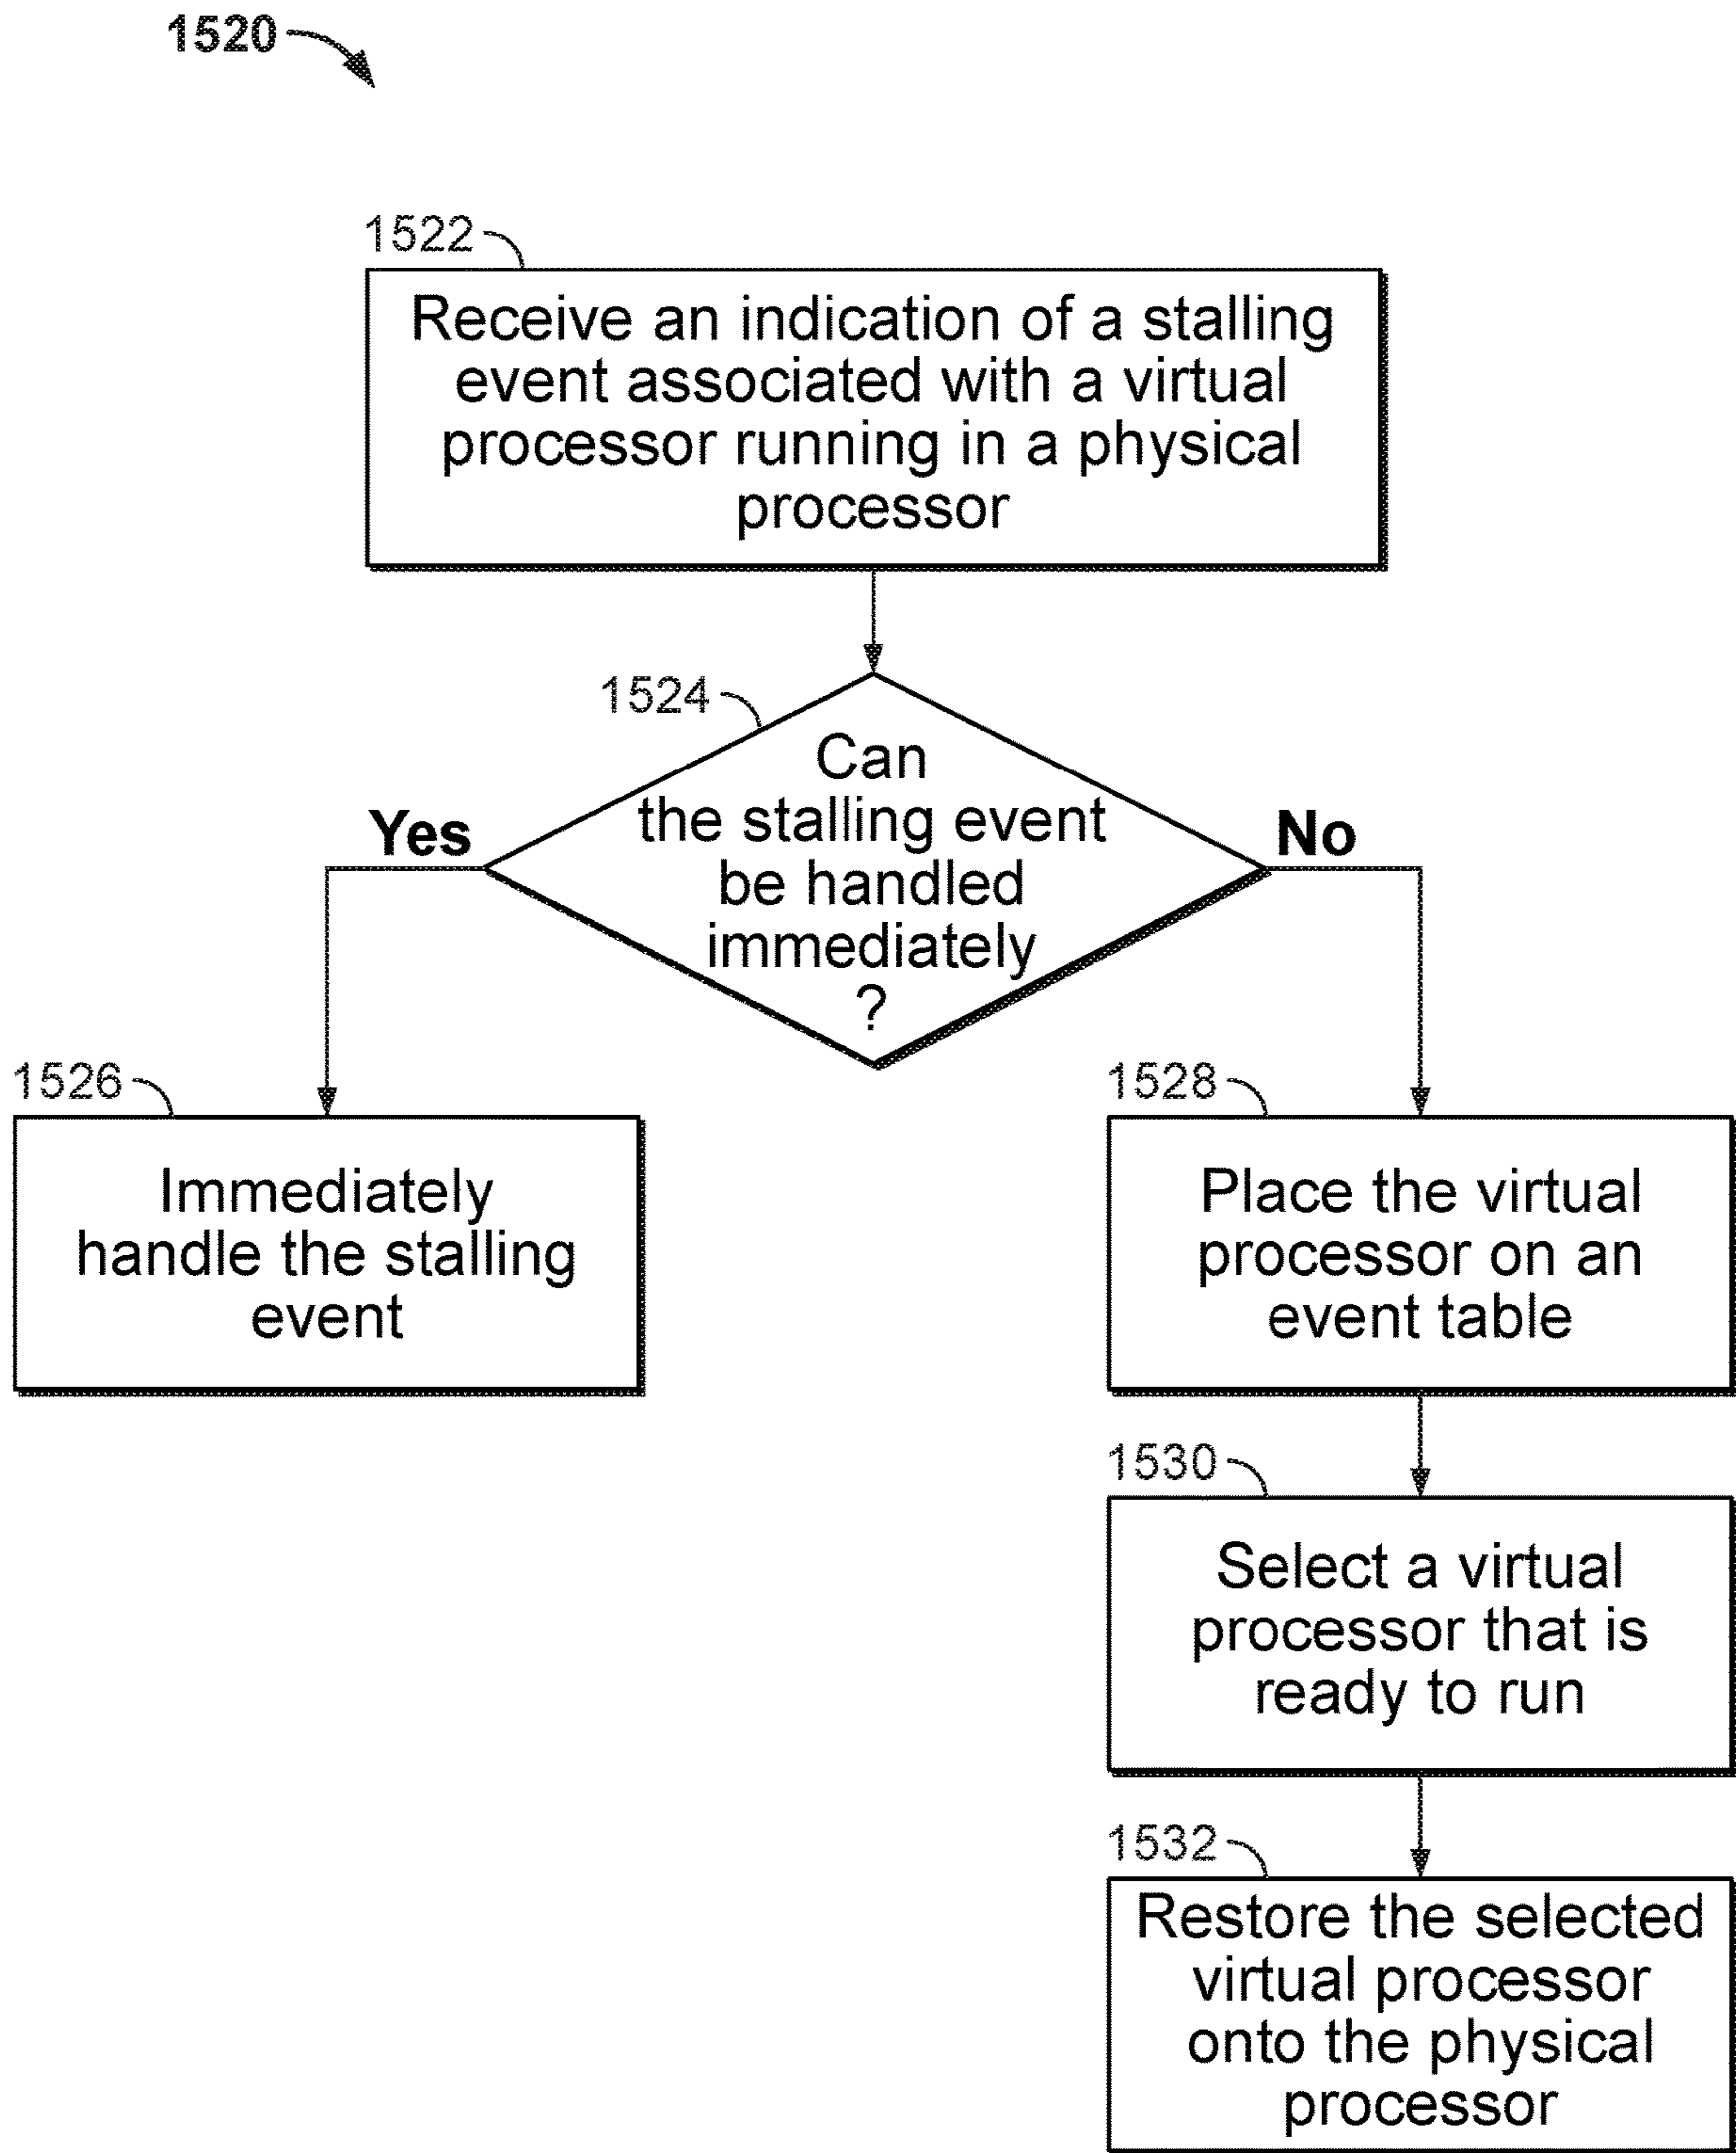 1520
1522
Receive an indication of a stalling
event associated with a virtual
processor running in a physical
processor
1524
Can
the stalling event
be handled
immediately
?
Yes
No
1526
Immediately
handle the stalling
event
1528
Place the virtual
processor on an
event table
1530
Select a virtual
processor that is
ready to run
1532
Restore the selected
virtual processor
onto the physical
processor